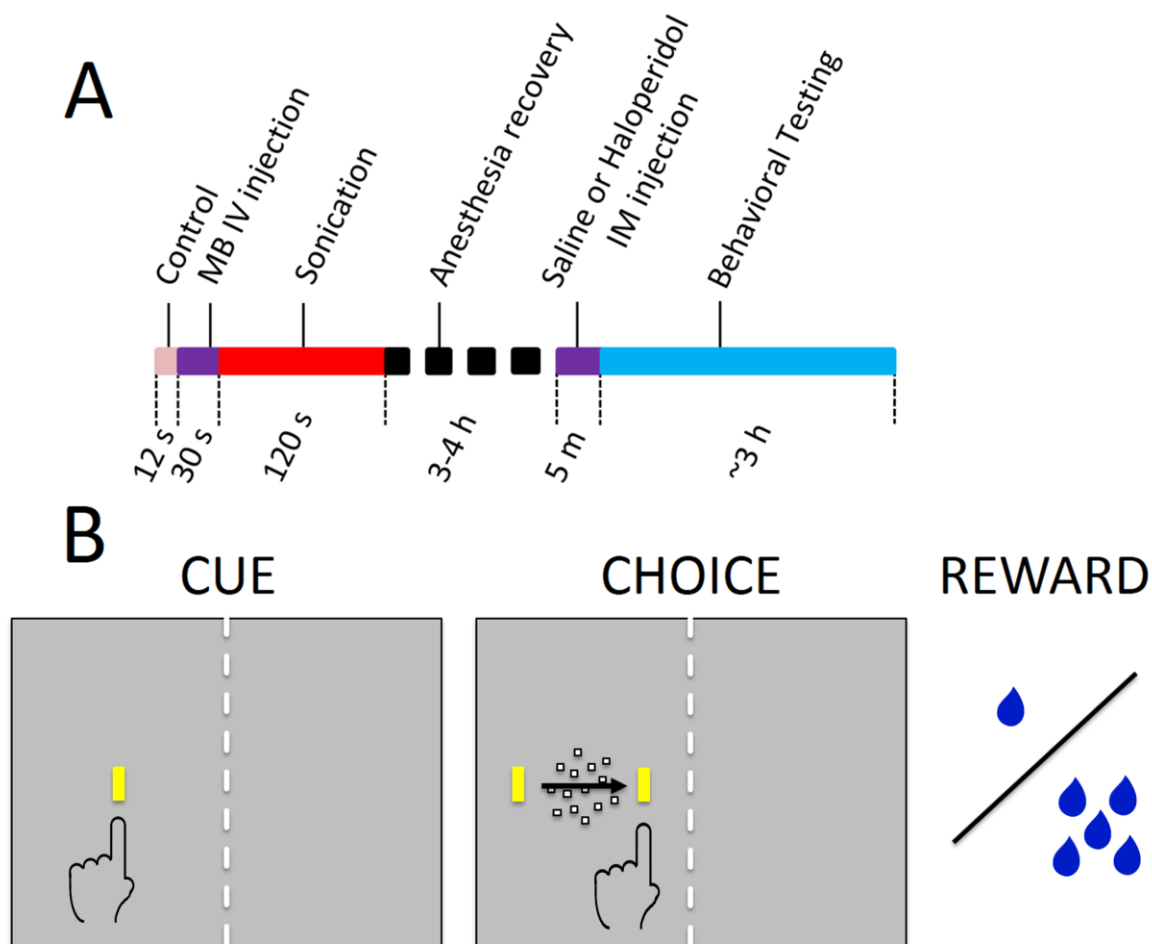 A
Control
MB IV injection
Sonication
Anesthesia recovery
Saline or Haloperidol
IM injection
Behavioral Testing
12 s
30 s
120 s
3-4 h
5 m
~3 h
B
CUE
CHOICE
REWARD